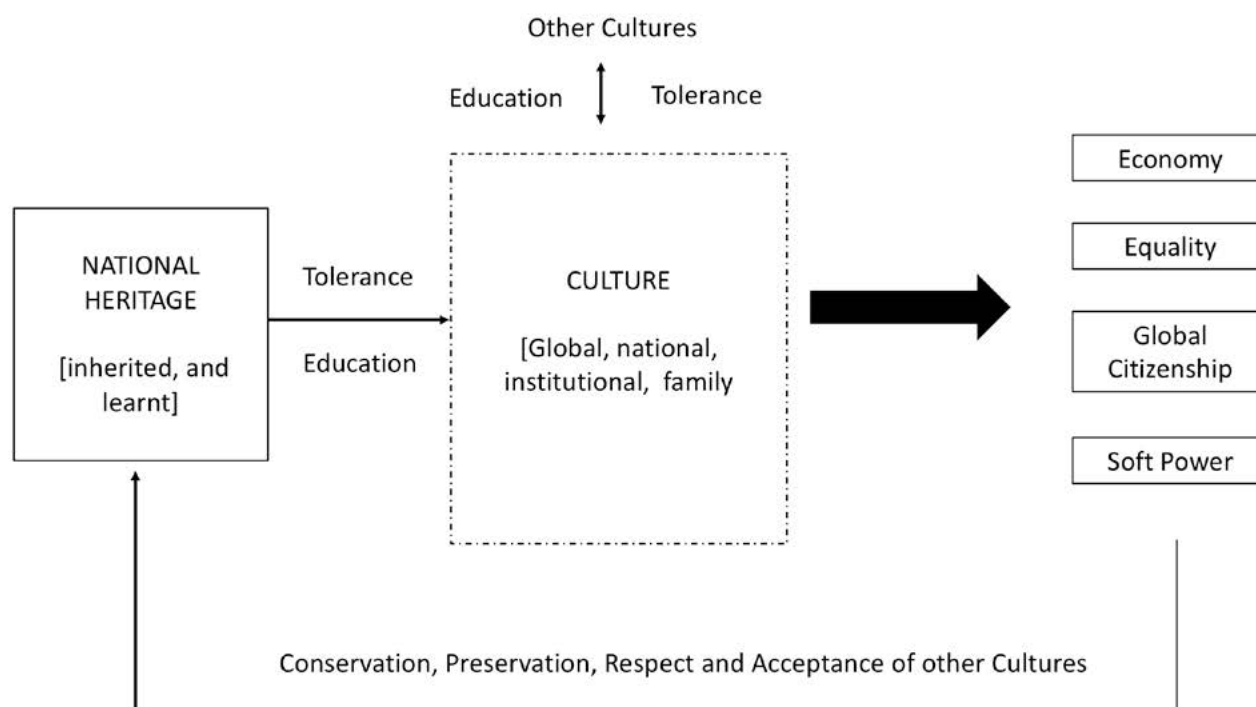 Other Cultures
Education Tolerance
Economy
Equality
Global
Citizenship
Soft Power
NATIONAL
HERITAGE
[inherited, and
learnt]
Tolerance
Education
CULTURE
[Global, national,
institutional, family
Conservation, Preservation, Respect and Acceptance of other Cultures